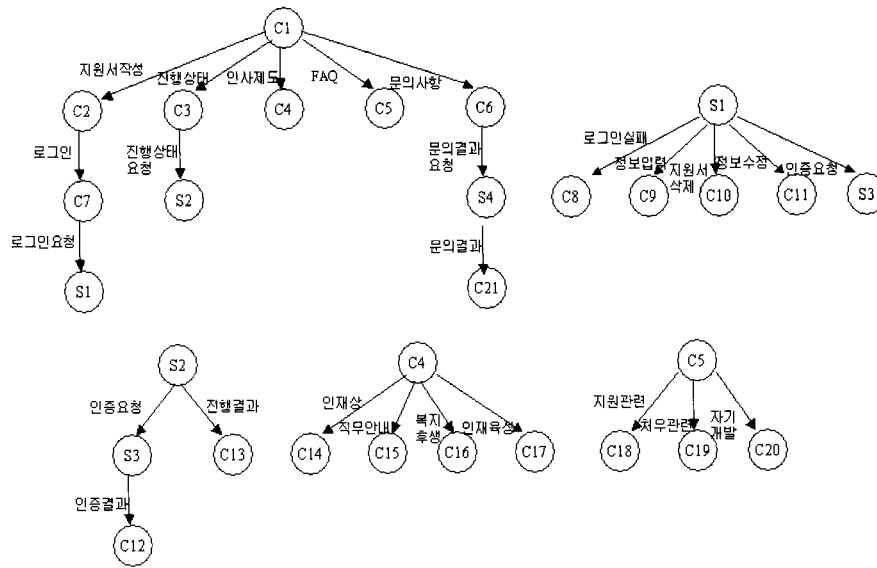 C1
지원서작성
진행상태
인사제도
FAQ
문의사항
C2
C3
C4
C5
C6
로그인
진행상태
요청
문의결과
요청
C7
S2
S4
로그인요청
문의결과
S1
C21
S1
로그인실패
정보입력
지원서
삭제
정보수정
인증요청
C8
C9
C10
C11
S3
S2
인증요청
진행결과
S3
C13
인증결과
C12
C4
인재상
직무안내
복지
후생
인재육성
C14
C15
C16
C17
C5
지원관련
처우관련
자기
개발
C18
C19
C20